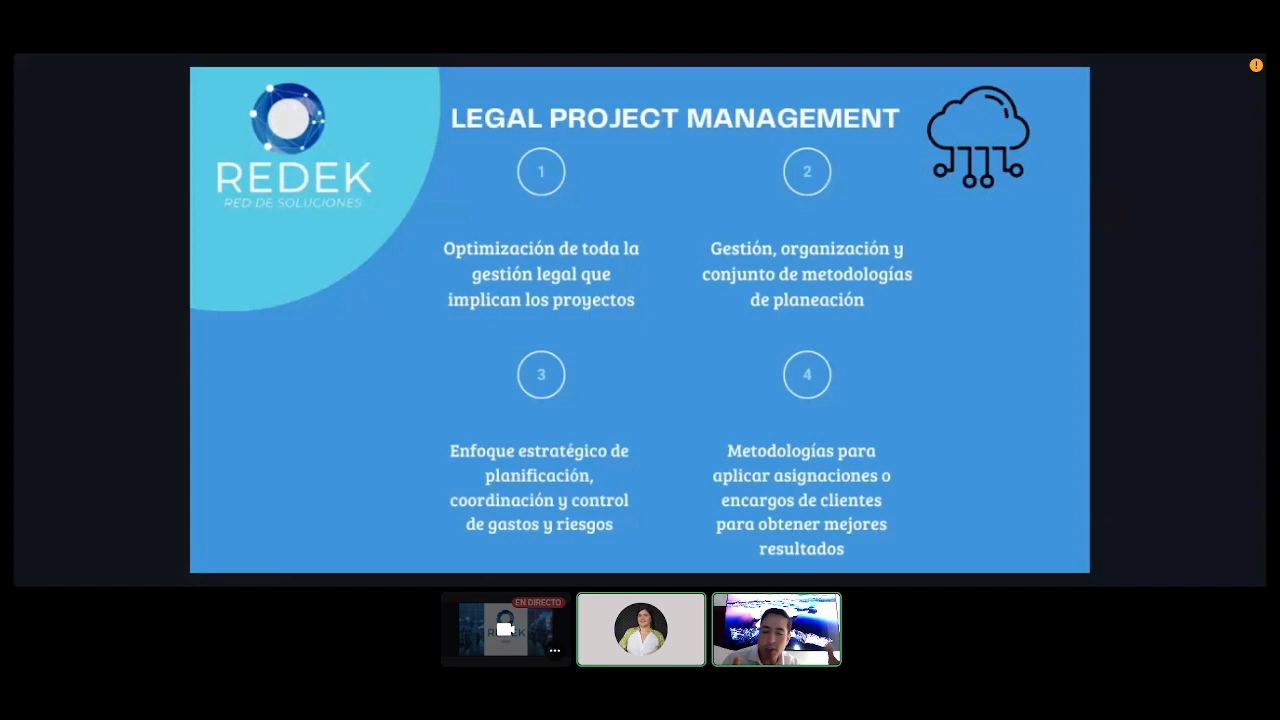 REDEK
RED DE SOLUCIONES
LEGAL PROJECT MANAGEMENT
1
Optimización de toda la
gestión legal que
implican los proyectos
2
Gestión, organización y
conjunto de metodologías
de planeación
3
Enfoque estratégico de
planificación,
coordinación y control
de gastos y riesgos
4
Metodologías para
aplicar asignaciones o
encargos de clientes
para obtener mejores
resultados
EN DIRECTO